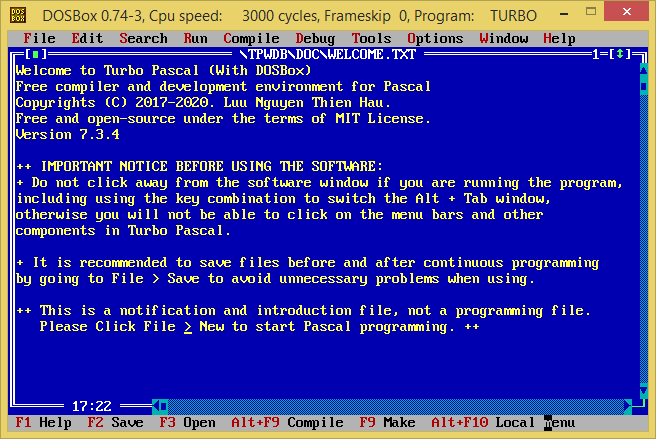 DOS
BOX
DOSBox 0.74-3, Cpu speed: 3000 cycles, Frameskip 0, Program: TURBO
File Edit Search Run Compile Debug Tools Options Window Help
\TPWDB\DOC\WELCOME.TXT 1=[↕]
Welcome to Turbo Pascal (With DOSBox)
Free compiler and development environment for Pascal
Copyrights (C) 2017-2020. Luu Nguyen Thien Hau.
Free and open-source under the terms of MIT License.
Version 7.3.4
++ IMPORTANT NOTICE BEFORE USING THE SOFTWARE:
+ Do not click away from the software window if you are running the program,
including using the key combination to switch the Alt + Tab window,
otherwise you will not be able to click on the menu bars and other
components in Turbo Pascal.
+ It is recommended to save files before and after continuous programming
by going to File > Save to avoid unnecessary problems when using.
++ This is a notification and introduction file, not a programming file.
Please Click File > New to start Pascal programming. ++
17:22
F1 Help F2 Save F3 Open Alt+F9 Compile F9 Make Alt+F10 Local menu